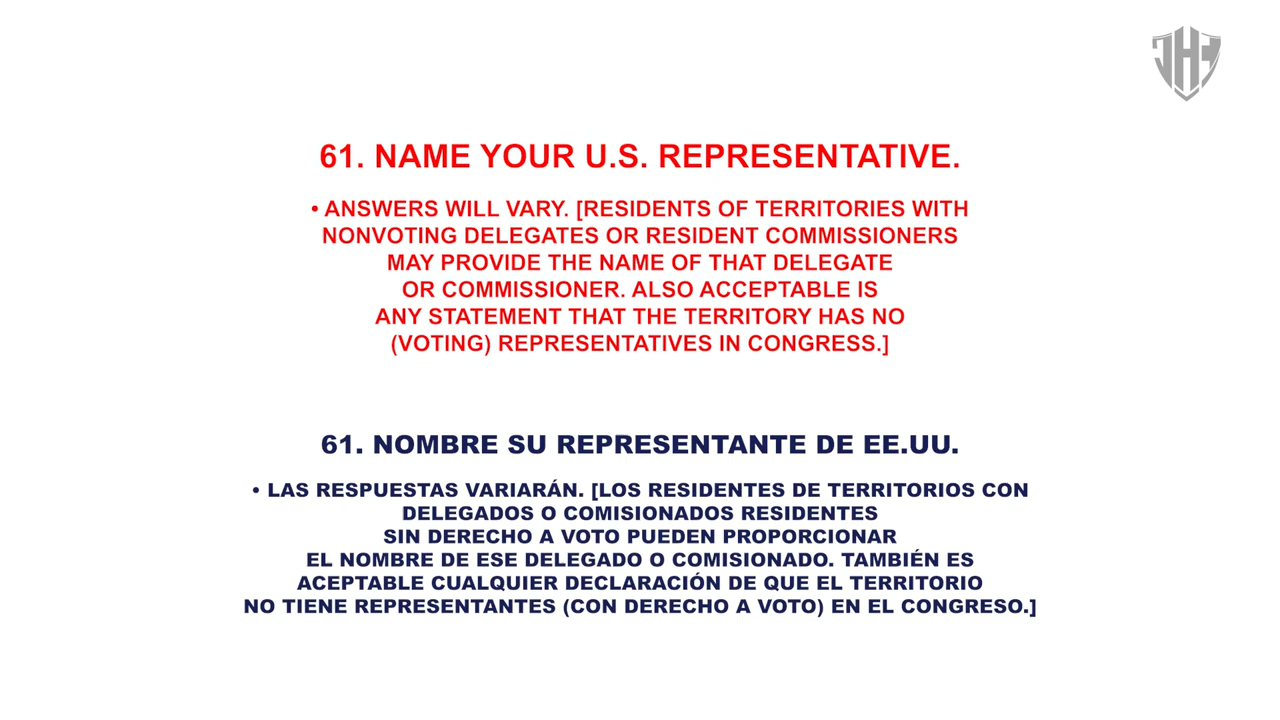 JHF
61. NAME YOUR U.S. REPRESENTATIVE.
• ANSWERS WILL VARY. [RESIDENTS OF TERRITORIES WITH
NONVOTING DELEGATES OR RESIDENT COMMISSIONERS
MAY PROVIDE THE NAME OF THAT DELEGATE
OR COMMISSIONER. ALSO ACCEPTABLE IS
ANY STATEMENT THAT THE TERRITORY HAS NO
(VOTING) REPRESENTATIVES IN CONGRESS.]
61. NOMBRE SU REPRESENTANTE DE EE.UU.
• LAS RESPUESTAS VARIARÁN. [LOS RESIDENTES DE TERRITORIOS CON
DELEGADOS O COMISIONADOS RESIDENTES
SIN DERECHO A VOTO PUEDEN PROPORCIONAR
EL NOMBRE DE ESE DELEGADO O COMISIONADO. TAMBIÉN ES
ACEPTABLE CUALQUIER DECLARACIÓN DE QUE EL TERRITORIO
NO TIENE REPRESENTANTES (CON DERECHO A VOTO) EN EL CONGRESO.]